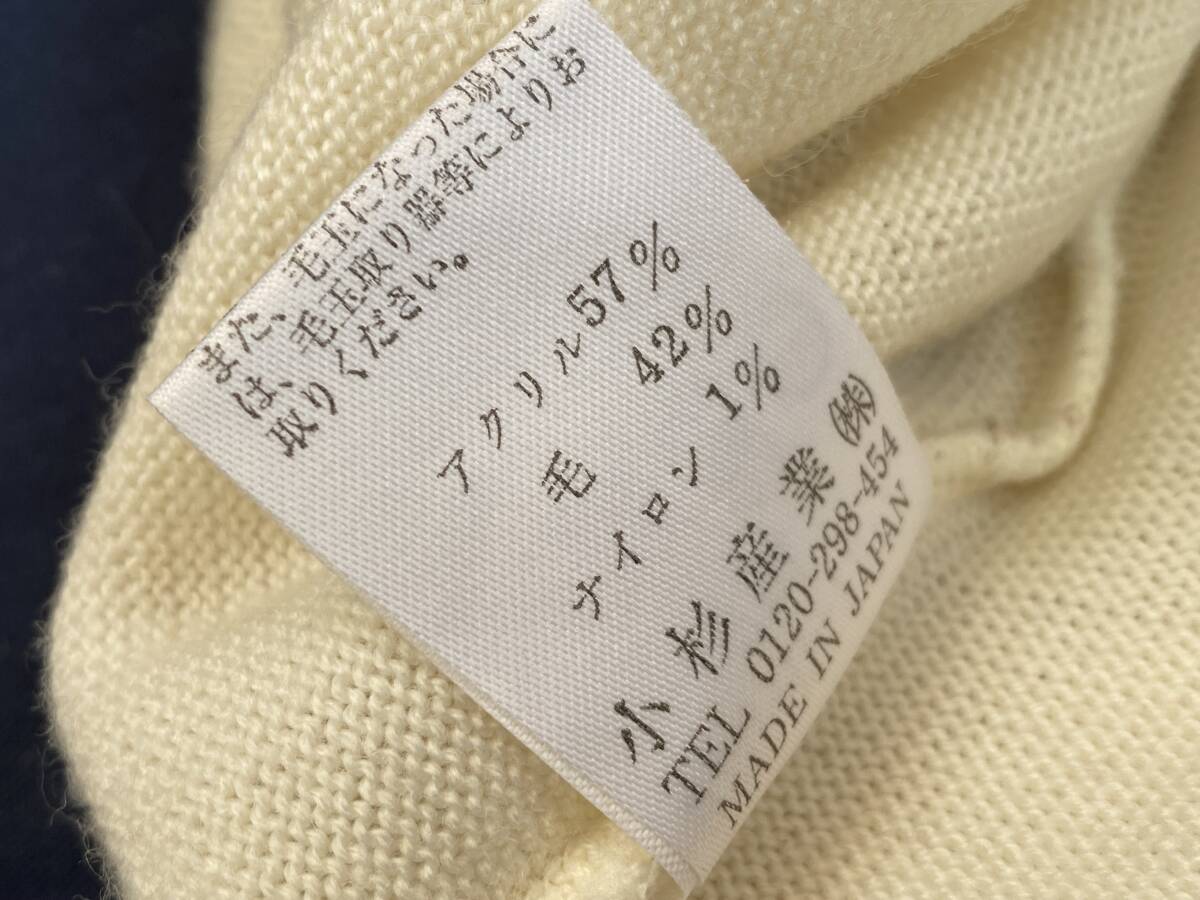 また、毛玉になった場合に
は、毛玉取り器等によりお
取りください。
アクリル57%
毛 42%
ナイロン 1%
小杉産業㈱
TEL 0120-298-454
MADE IN JAPAN